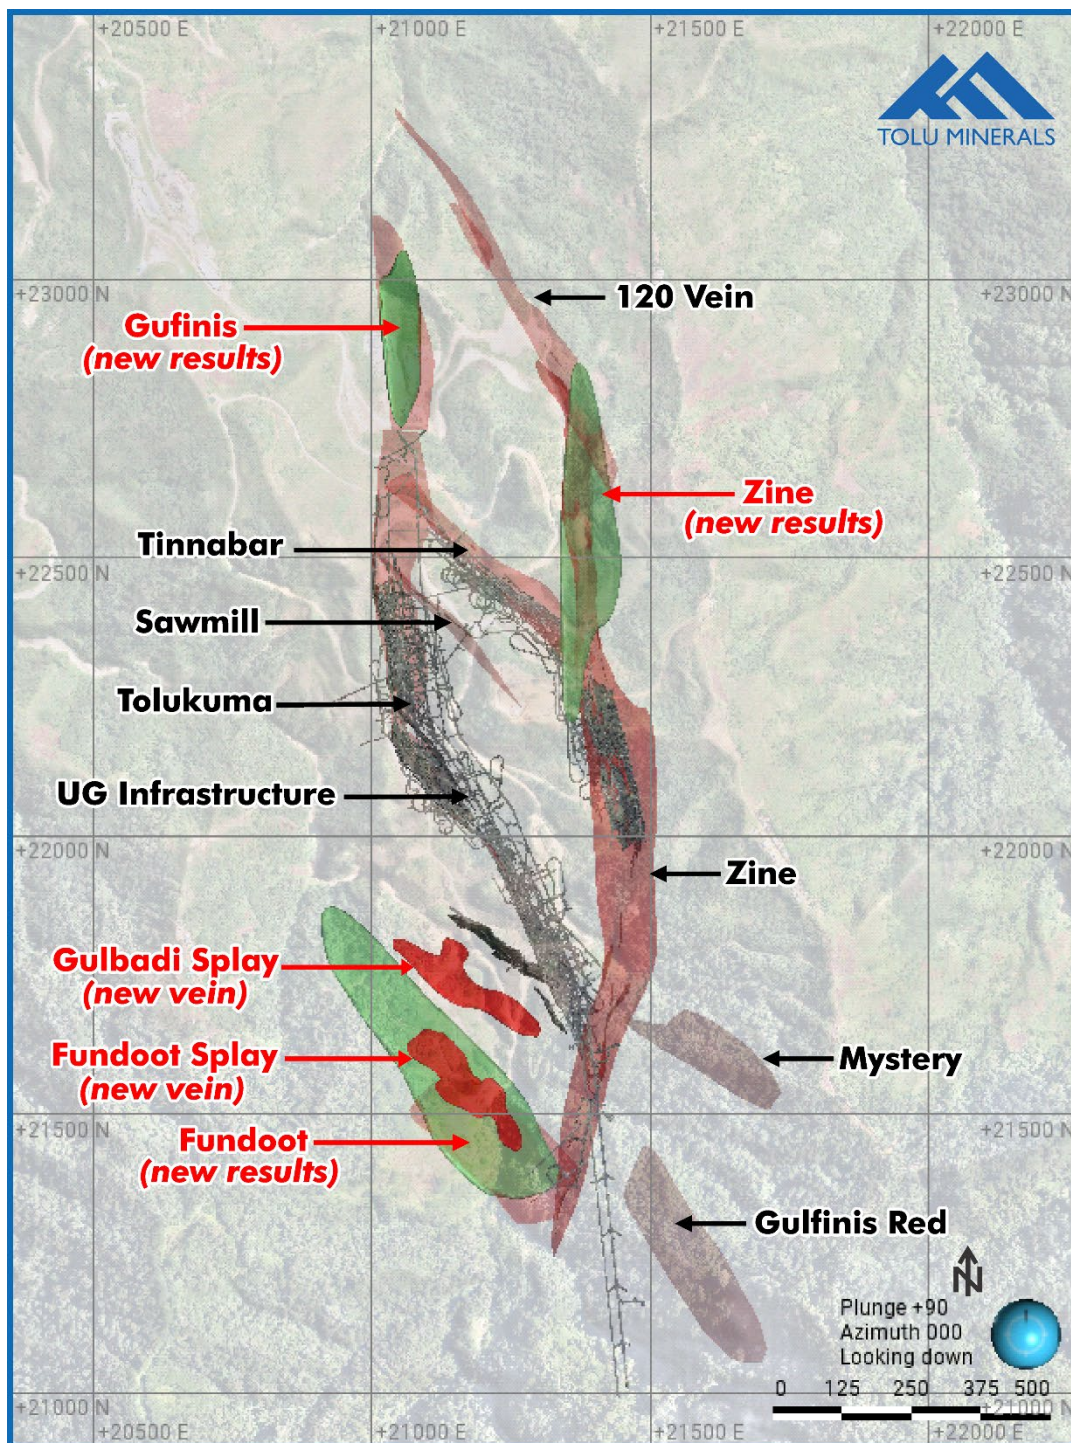 +20500 E
+21000 E
+21500 E
+22000 E
TOLU MINERALS
+23000 N
+23000 N
120 Vein
Gufinis
(new results)
Zine
(new results)
Tinnabar
+22500 N
+22500 N
Sawmill
Tolukuma
UG Infrastructure
+22000 N
+22000 N
Zine
Gulbadi Splay
(new vein)
Fundoot Splay
(new vein)
Mystery
+21500 N
+21500 N
Fundoot
(new results)
Gulfinis Red
N
Plunge +90
Azimuth 000
Looking down
0 125 250 375 500
+21000 N
+21000 N
+20500 E
+21000 E
+21500 E
+22000 E